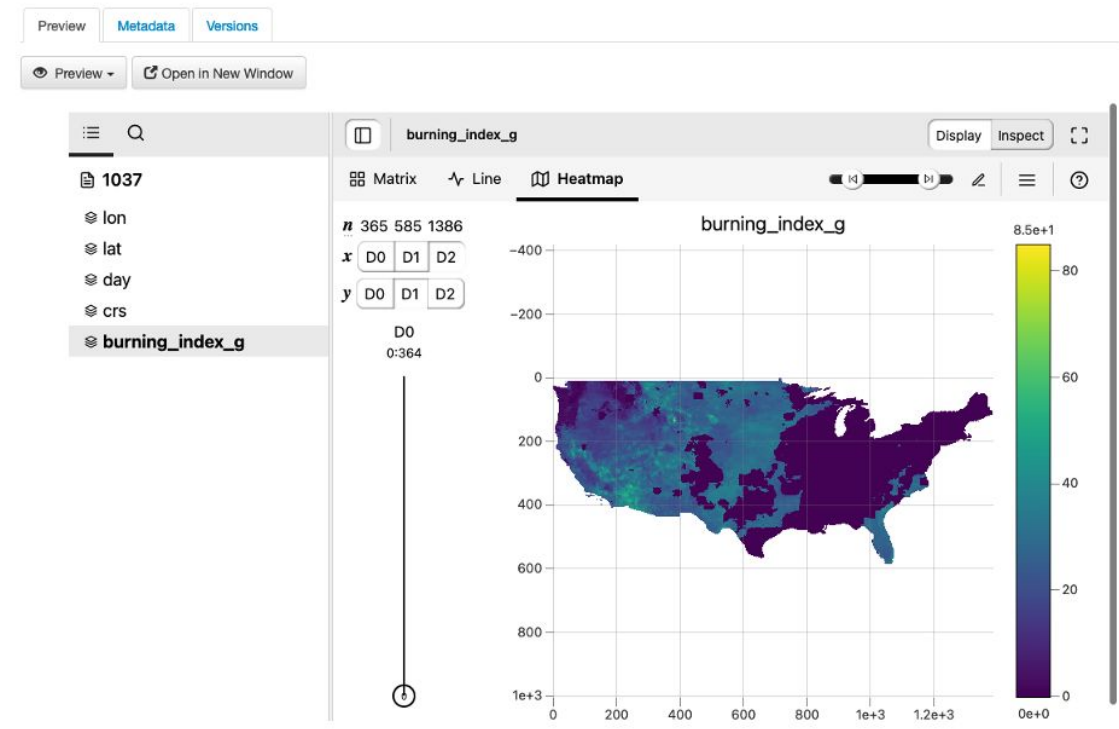 Preview Metadata Versions
Preview Open in New Window
burning_index_g Display Inspect
1037
lon
lat
day
crs
burning_index_g
Matrix Line Heatmap
n 365 585 1386
x D0 D1 D2
y D0 D1 D2
D0
0:364
0
burning_index_g
−400
−200
0
200
400
600
800
1e+3
0 200 400 600 800 1e+3 1.2e+3
8.5e+1
80
60
40
20
0
0e+0